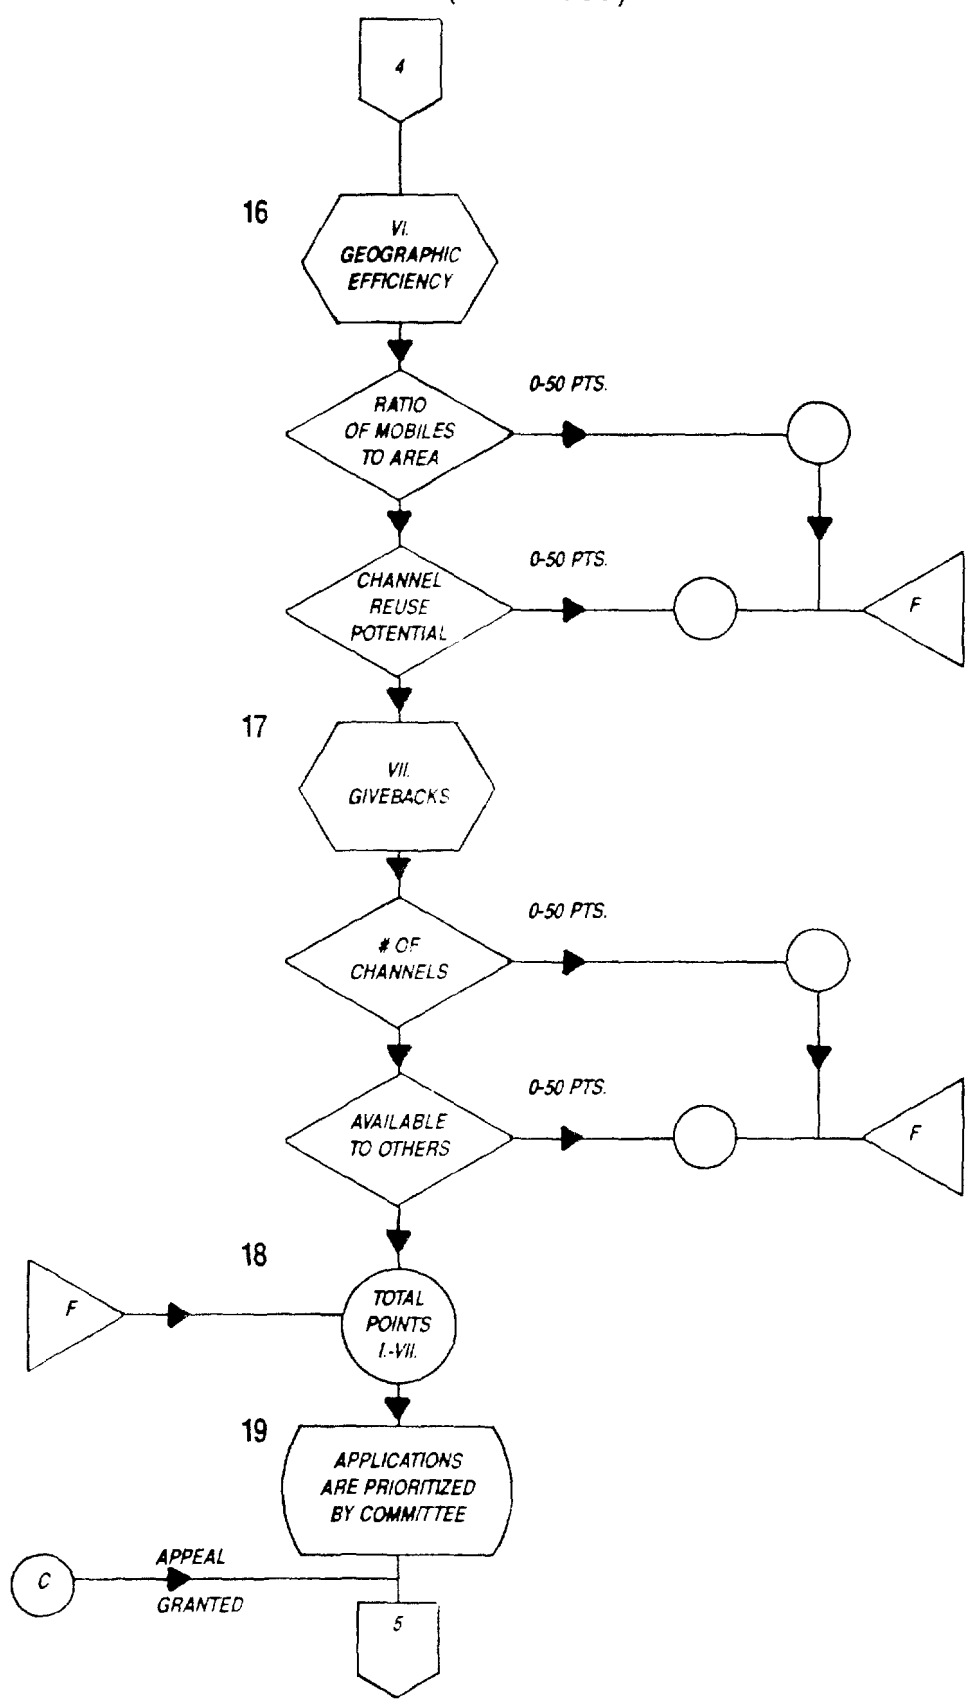 4
16
VI.
GEOGRAPHIC
EFFICIENCY
0-50 PTS.
RATIO
OF MOBILES
TO AREA
0-50 PTS.
CHANNEL
REUSE
POTENTIAL
F
17
VII.
GIVEBACKS
0-50 PTS.
# OF
CHANNELS
0-50 PTS.
AVAILABLE
TO OTHERS
F
18
F
TOTAL
POINTS
I.-VII.
19
APPLICATIONS
ARE PRIORITIZED
BY COMMITTEE
APPEAL
C
GRANTED
5